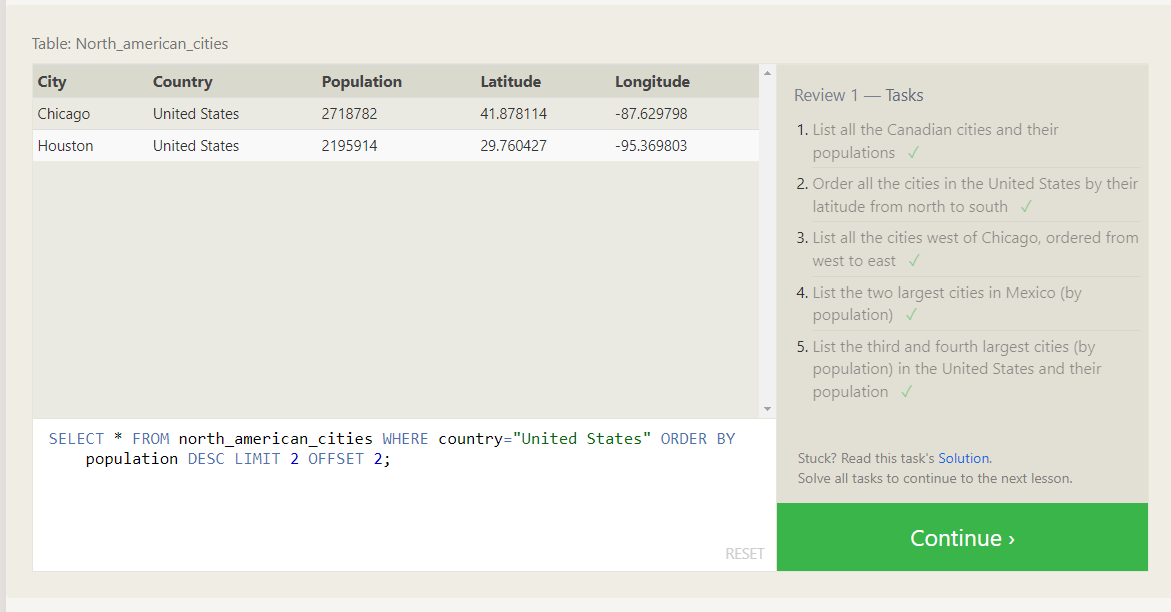 Table: North_american_cities
City Country Population Latitude Longitude
Chicago United States 2718782 41.878114 -87.629798
Houston United States 2195914 29.760427 -95.369803
SELECT * FROM north_american_cities WHERE country="United States" ORDER BY
population DESC LIMIT 2 OFFSET 2;
RESET
Review 1 — Tasks
1. List all the Canadian cities and their
populations ✓
2. Order all the cities in the United States by their
latitude from north to south ✓
3. List all the cities west of Chicago, ordered from
west to east ✓
4. List the two largest cities in Mexico (by
population) ✓
5. List the third and fourth largest cities (by
population) in the United States and their
population ✓
Stuck? Read this task's Solution.
Solve all tasks to continue to the next lesson.
Continue ›